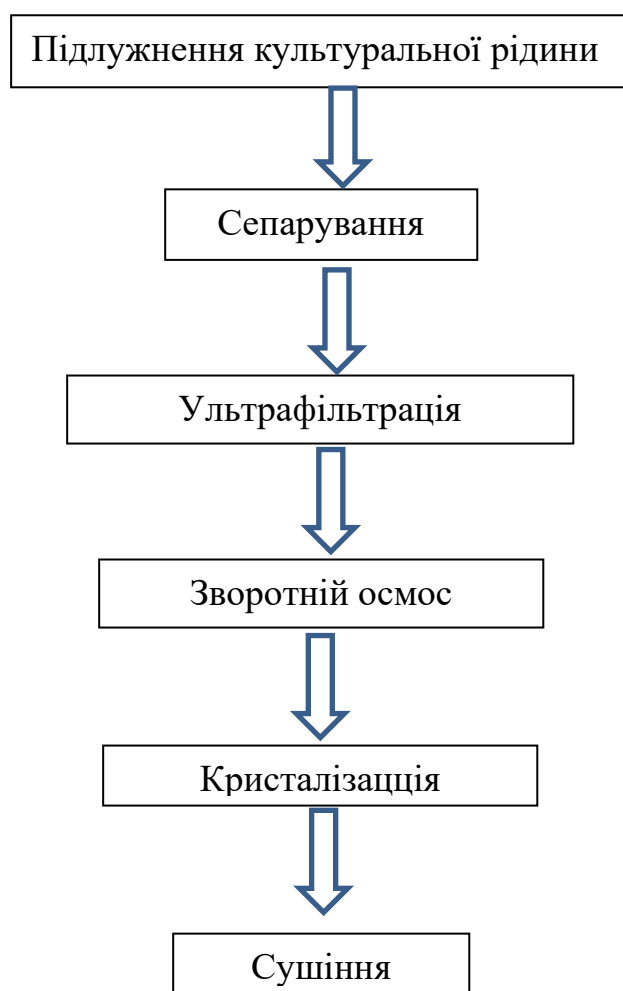 Підлужнення культуральної рідини
Сепарування
Ультрафільтрація
Зворотній осмос
Кристалізацція
Сушіння